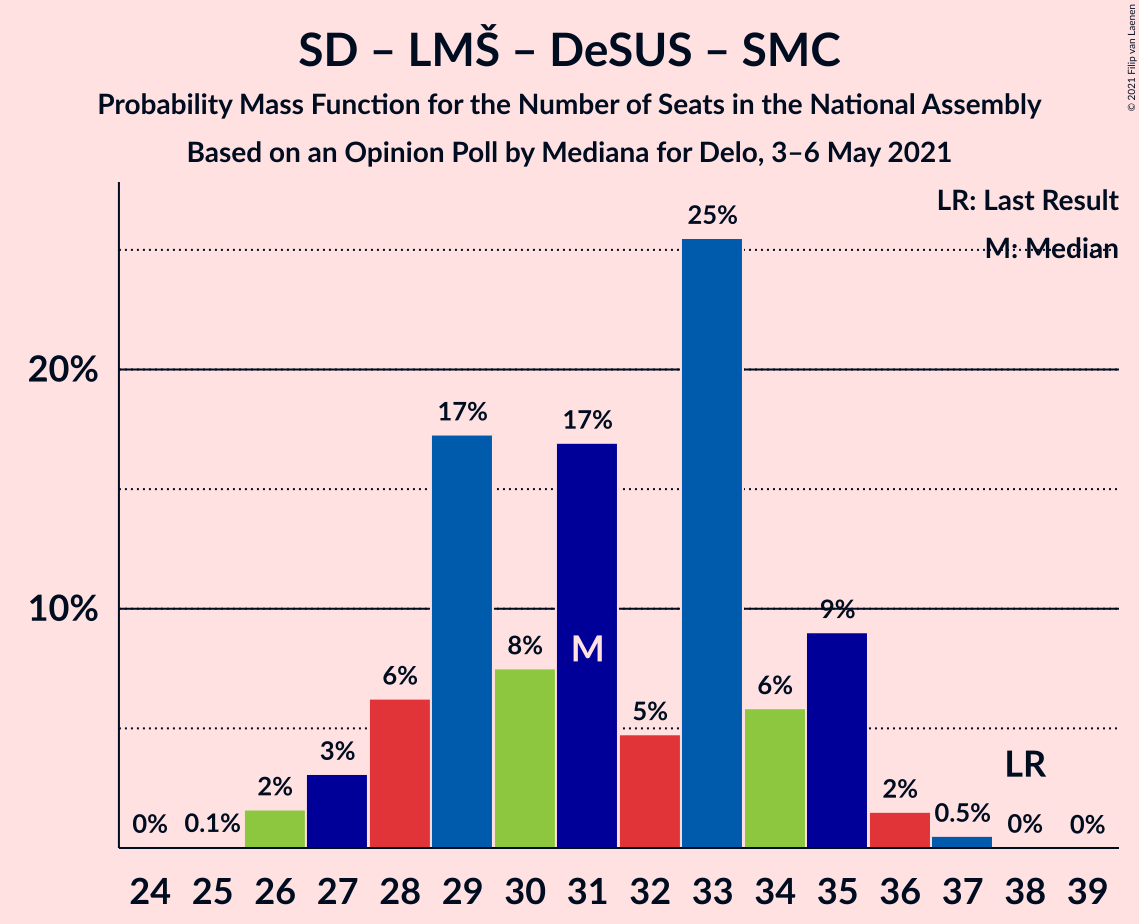 SD – LMŠ – DeSUS – SMC
Probability Mass Function for the Number of Seats in the National Assembly
Based on an Opinion Poll by Mediana for Delo, 3–6 May 2021
© 2021 Filip van Laenen
LR: Last Result
M: Median
25%
20%
17%
17%
10%
9%
8%
M
6%
6%
5%
3%
LR
2%
2%
0.5%
0%
0.1%
0%
0%
24 25 26 27 28 29 30 31 32 33 34 35 36 37 38 39